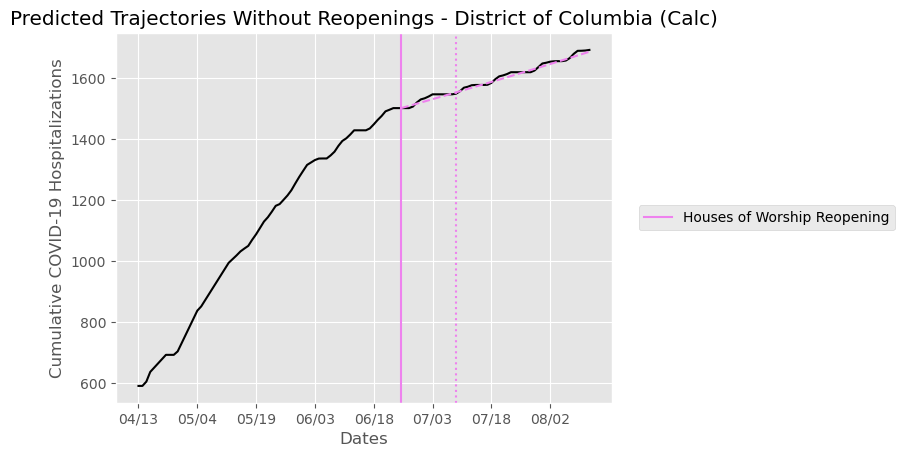 Predicted Trajectories Without Reopenings - District of Columbia (Calc)
Cumulative COVID-19 Hospitalizations
1600
1400
1200
1000
800
600
04/13 05/04 05/19 06/03 06/18 07/03 07/18 08/02
Dates
Houses of Worship Reopening